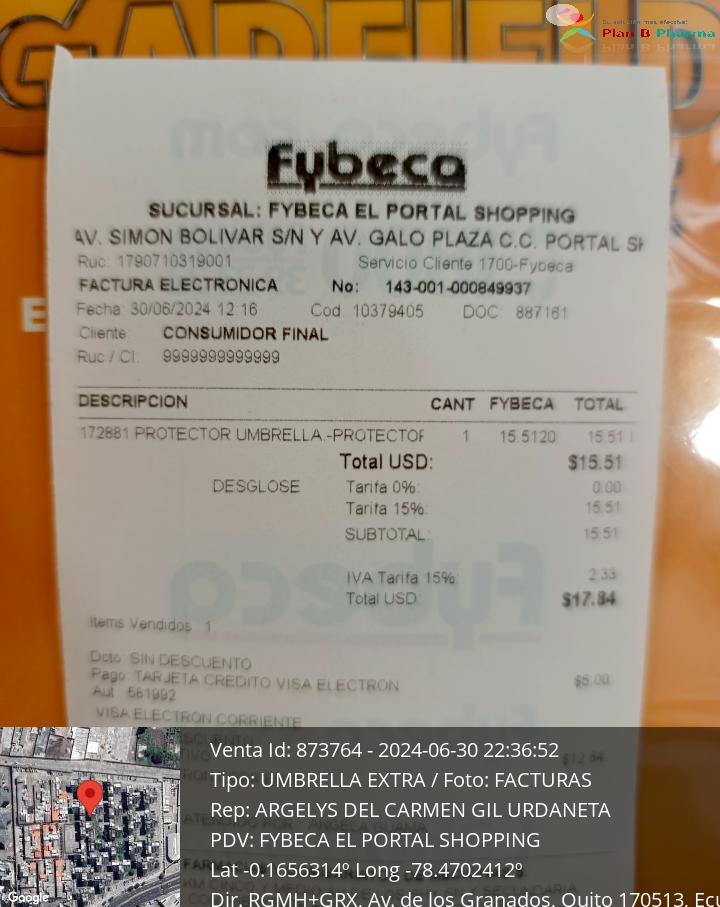 GARFIELD
Su solución más efectiva!
Plan B Pharma
Fybeca
SUCURSAL: FYBECA EL PORTAL SHOPPING
AV. SIMON BOLIVAR S/N Y AV. GALO PLAZA C.C. PORTAL SH
Ruc: 1790710319001 Servicio Cliente 1700-Fybeca
FACTURA ELECTRONICA No: 143-001-000849937
Fecha: 30/06/2024 12:16 Cod: 10379405 DOC: 887161
Cliente: CONSUMIDOR FINAL
Ruc / CI: 9999999999999
DESCRIPCION CANT FYBECA TOTAL
172881 PROTECTOR UMBRELLA.-PROTECTOR 1 15.5120 15.51
Total USD: $15.51
DESGLOSE Tarifa 0%: 0.00
Tarifa 15%: 15.51
SUBTOTAL: 15.51
IVA Tarifa 15%: 2.33
Total USD: $17.84
Items Vendidos : 1
Dcto: SIN DESCUENTO
Pago: TARJETA CREDITO VISA ELECTRON $5.00
Aut : 581992
VISA ELECTRON CORRIENTE
$12.84
Venta Id: 873764 - 2024-06-30 22:36:52
Tipo: UMBRELLA EXTRA / Foto: FACTURAS
Rep: ARGELYS DEL CARMEN GIL URDANETA
PDV: FYBECA EL PORTAL SHOPPING
Lat -0.1656314º Long -78.4702412º
Dir. RGMH+GRX, Av. de los Granados, Quito 170513, Ecu
Google